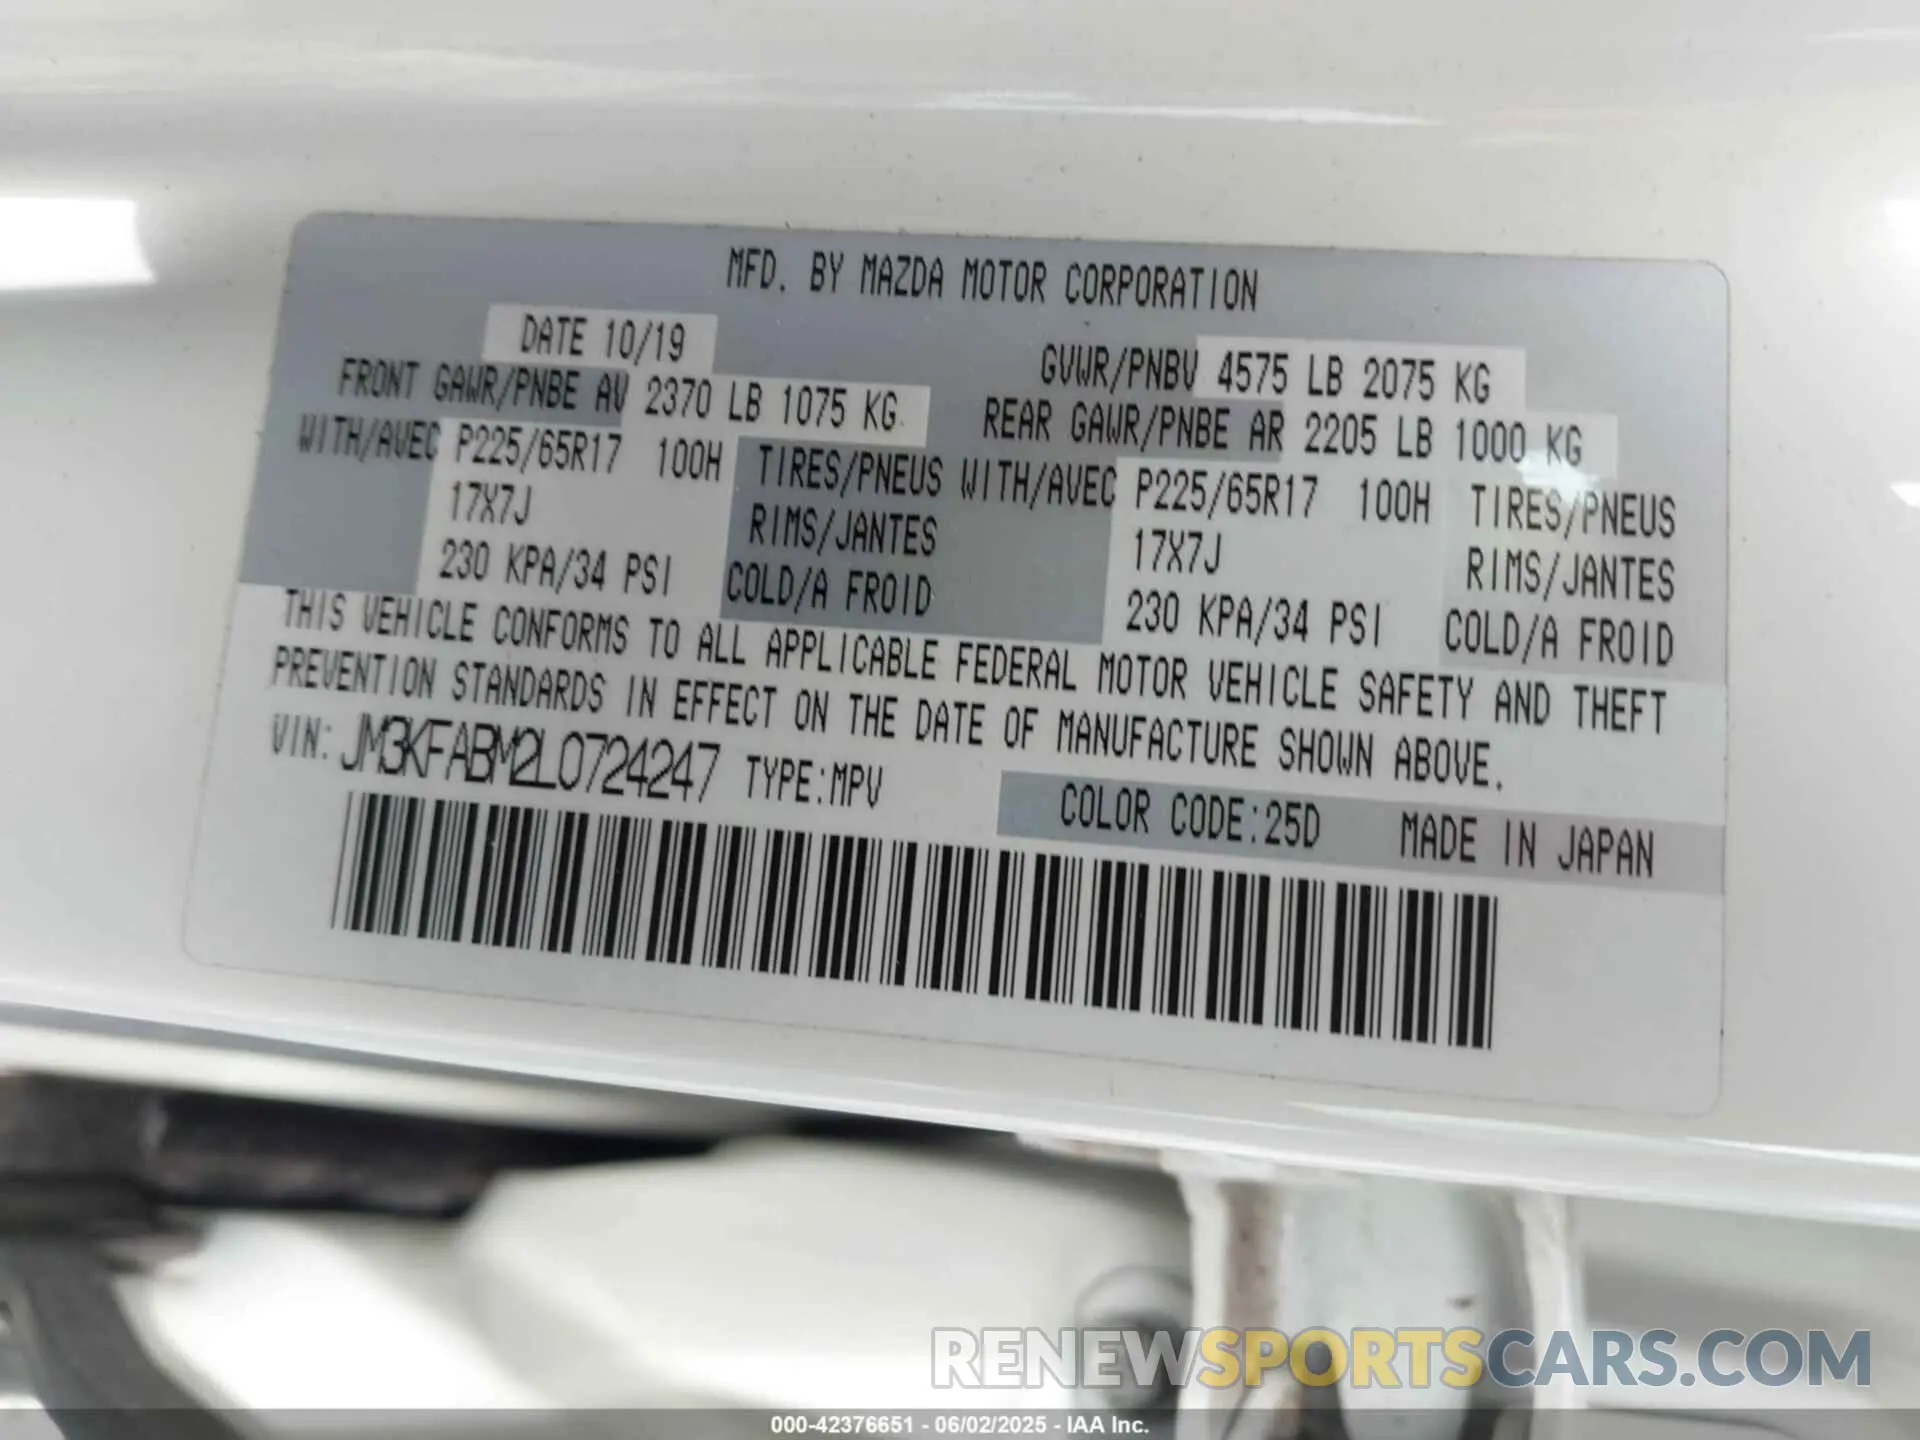 MFD. BY MAZDA MOTOR CORPORATION
DATE 10/19 GVWR/PNBV 4575 LB 2075 KG
FRONT GAWR/PNBE AV 2370 LB 1075 KG REAR GAWR/PNBE AR 2205 LB 1000 KG
WITH/AVEC P225/65R17 100H TIRES/PNEUS WITH/AVEC P225/65R17 100H TIRES/PNEUS
17X7J RIMS/JANTES 17X7J RIMS/JANTES
230 KPA/34 PSI COLD/A FROID 230 KPA/34 PSI COLD/A FROID
THIS VEHICLE CONFORMS TO ALL APPLICABLE FEDERAL MOTOR VEHICLE SAFETY AND THEFT
PREVENTION STANDARDS IN EFFECT ON THE DATE OF MANUFACTURE SHOWN ABOVE.
VIN: JM3KFABM2L0724247 TYPE:MPV
COLOR CODE:25D MADE IN JAPAN
RENEWSPORTSCARS.COM
000-42376651 - 06/02/2025 - IAA Inc.